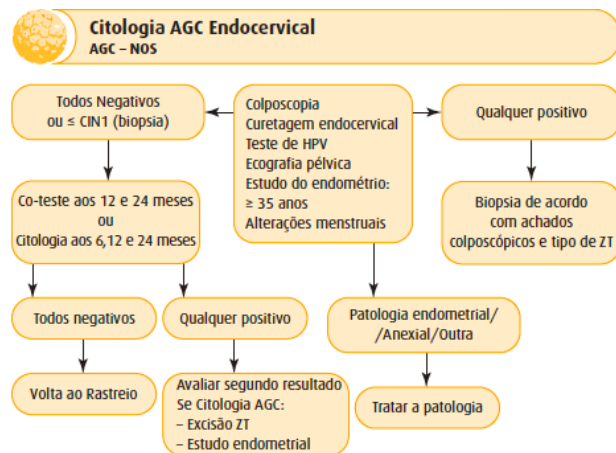 Citologia AGC Endocervical
AGC – NOS
Todos Negativos
ou ≤ CIN1 (biopsia)
Colposcopia
Curetagem endocervical
Teste de HPV
Ecografia pélvica
Estudo do endométrio:
≥ 35 anos
Alterações menstruais
Qualquer positivo
Co-teste aos 12 e 24 meses
ou
Citologia aos 6,12 e 24 meses
Biopsia de acordo
com achados
colposcópicos e tipo de ZT
Todos negativos
Qualquer positivo
Patologia endometrial/
/Anexial/Outra
Volta ao Rastreio
Avaliar segundo resultado
Se Citologia AGC:
– Excisão ZT
– Estudo endometrial
Tratar a patologia